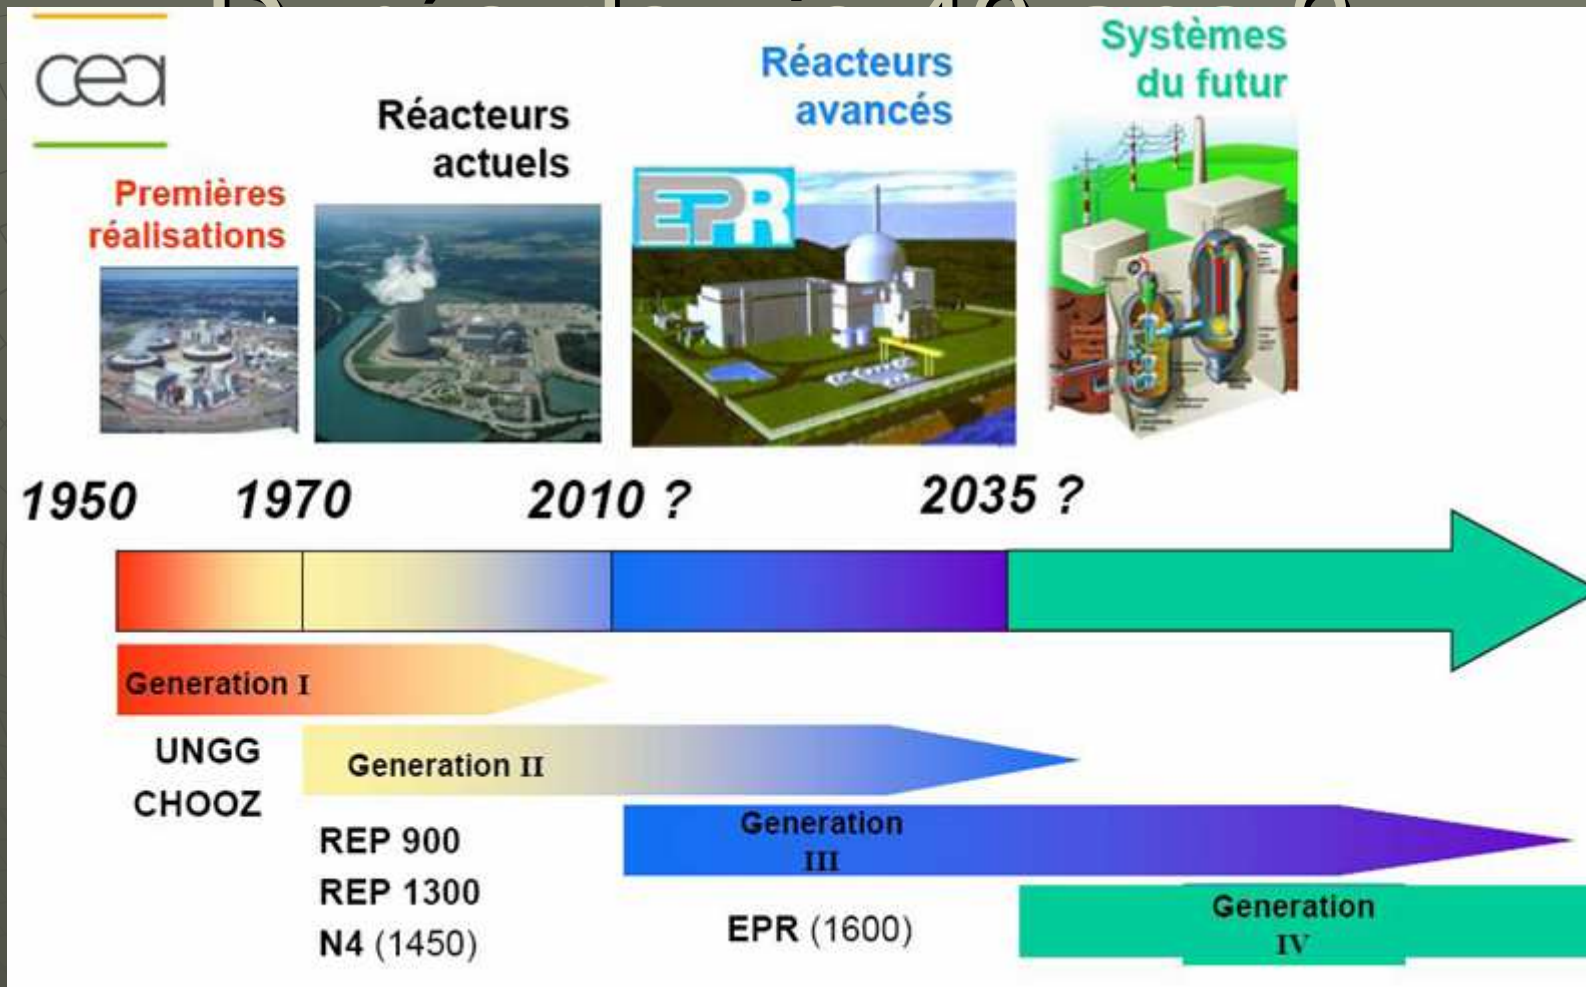 cea
Systèmes
du futur
Réacteurs
avancés
Réacteurs
actuels
Premières
réalisations
EPR
1950
1970
2010 ?
2035 ?
Generation I
UNGG
CHOOZ
Generation II
REP 900
REP 1300
N4 (1450)
Generation
III
EPR (1600)
Generation
IV